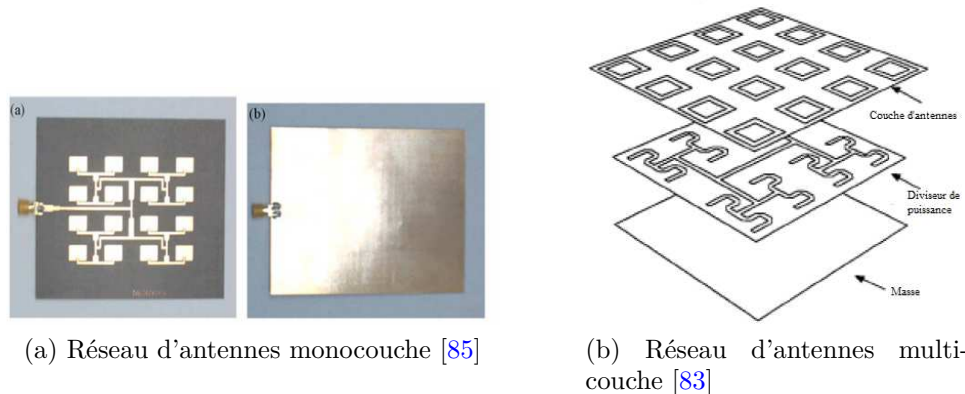 (a)
(b)
Couche d'antennes
Diviseur de
puissance
Masse
(a) Réseau d'antennes monocouche [85]
(b) Réseau d'antennes multi-
couche [83]